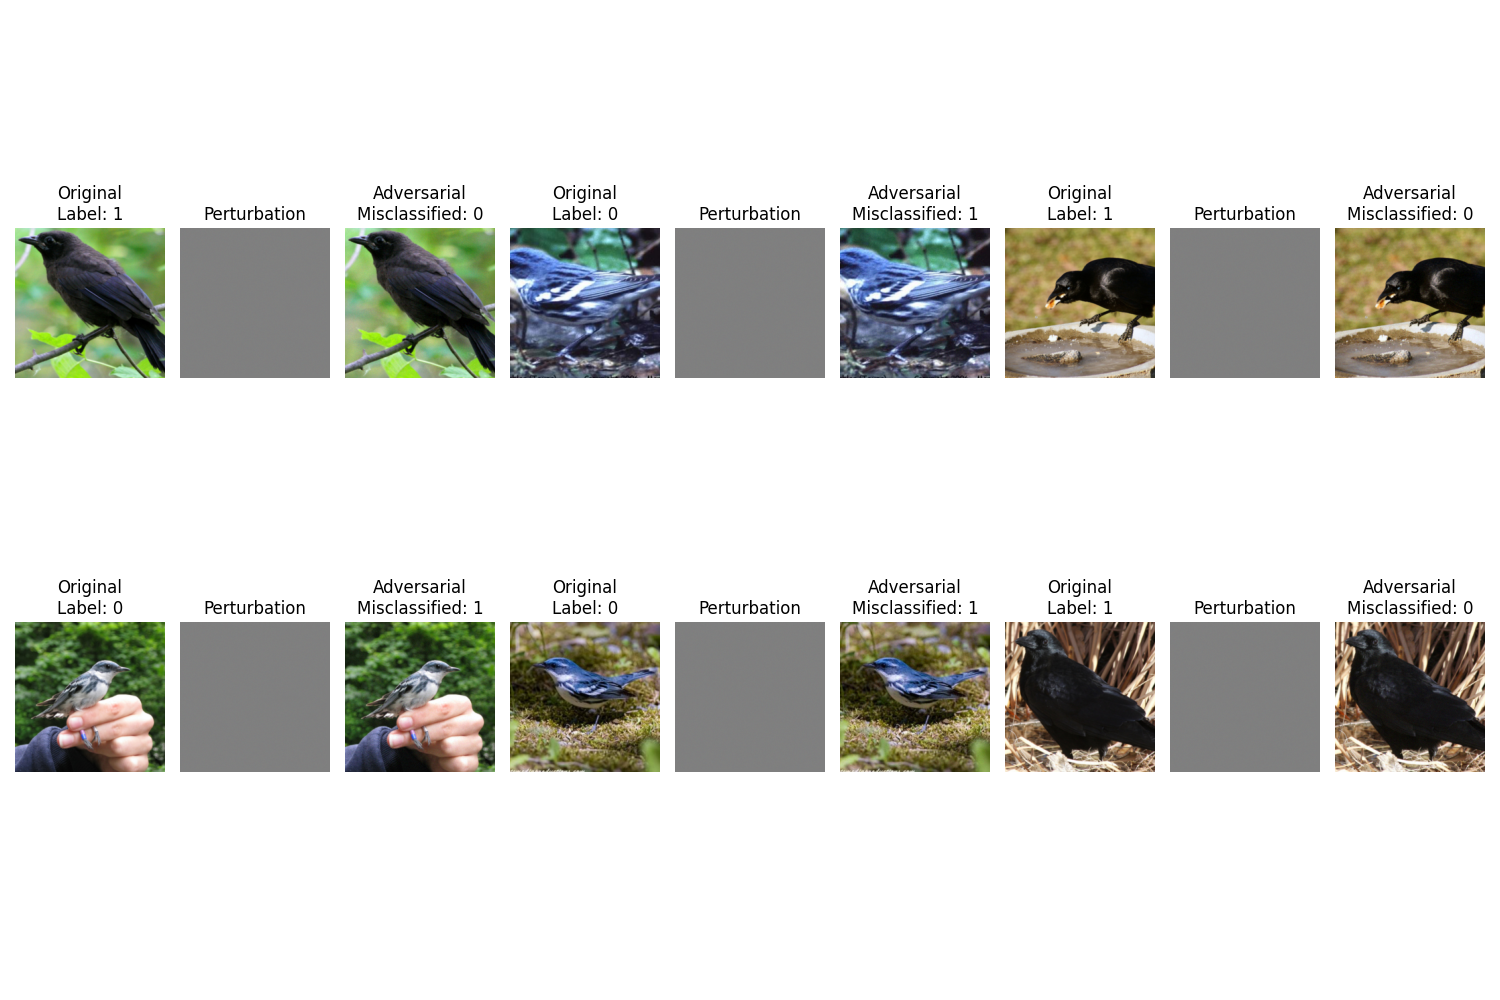 Original
Label: 1
Perturbation
Adversarial
Misclassified: 0
Original
Label: 0
Perturbation
Adversarial
Misclassified: 1
Original
Label: 1
Perturbation
Adversarial
Misclassified: 0
Original
Label: 0
Perturbation
Adversarial
Misclassified: 1
Original
Label: 0
Perturbation
Adversarial
Misclassified: 1
Original
Label: 1
Perturbation
Adversarial
Misclassified: 0